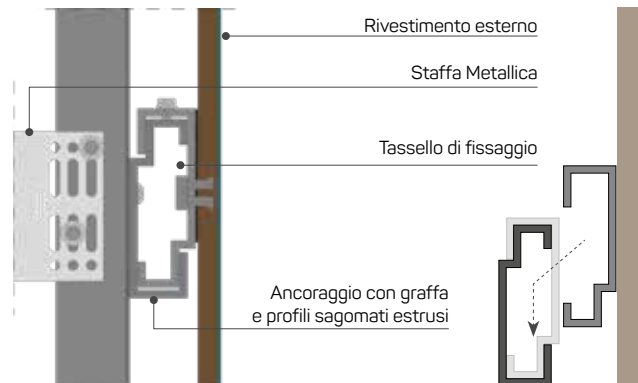 Rivestimento esterno
Staffa Metallica
Tassello di fissaggio
Ancoraggio con graffa
e profili sagomati estrusi